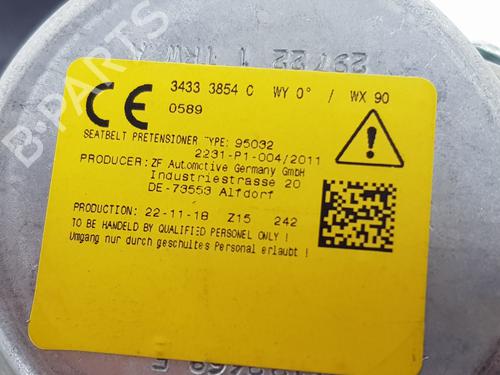 CE
3433 3854 C WY 0° / WX 90
0589
SEATBELT PRETENSIONER TYPE: 95032
2231-P1-004/2011
PRODUCER: ZF Automotive Germany GmbH
Industriestrasse 20
DE-73553 Alfdorf
PRODUCTION: 22-11-18 Z15 242
TO BE HANDELD BY QUALIFIED PERSONEL ONLY !
Umgang nur durch geschultes Personal erlaubt !
B-PARTS